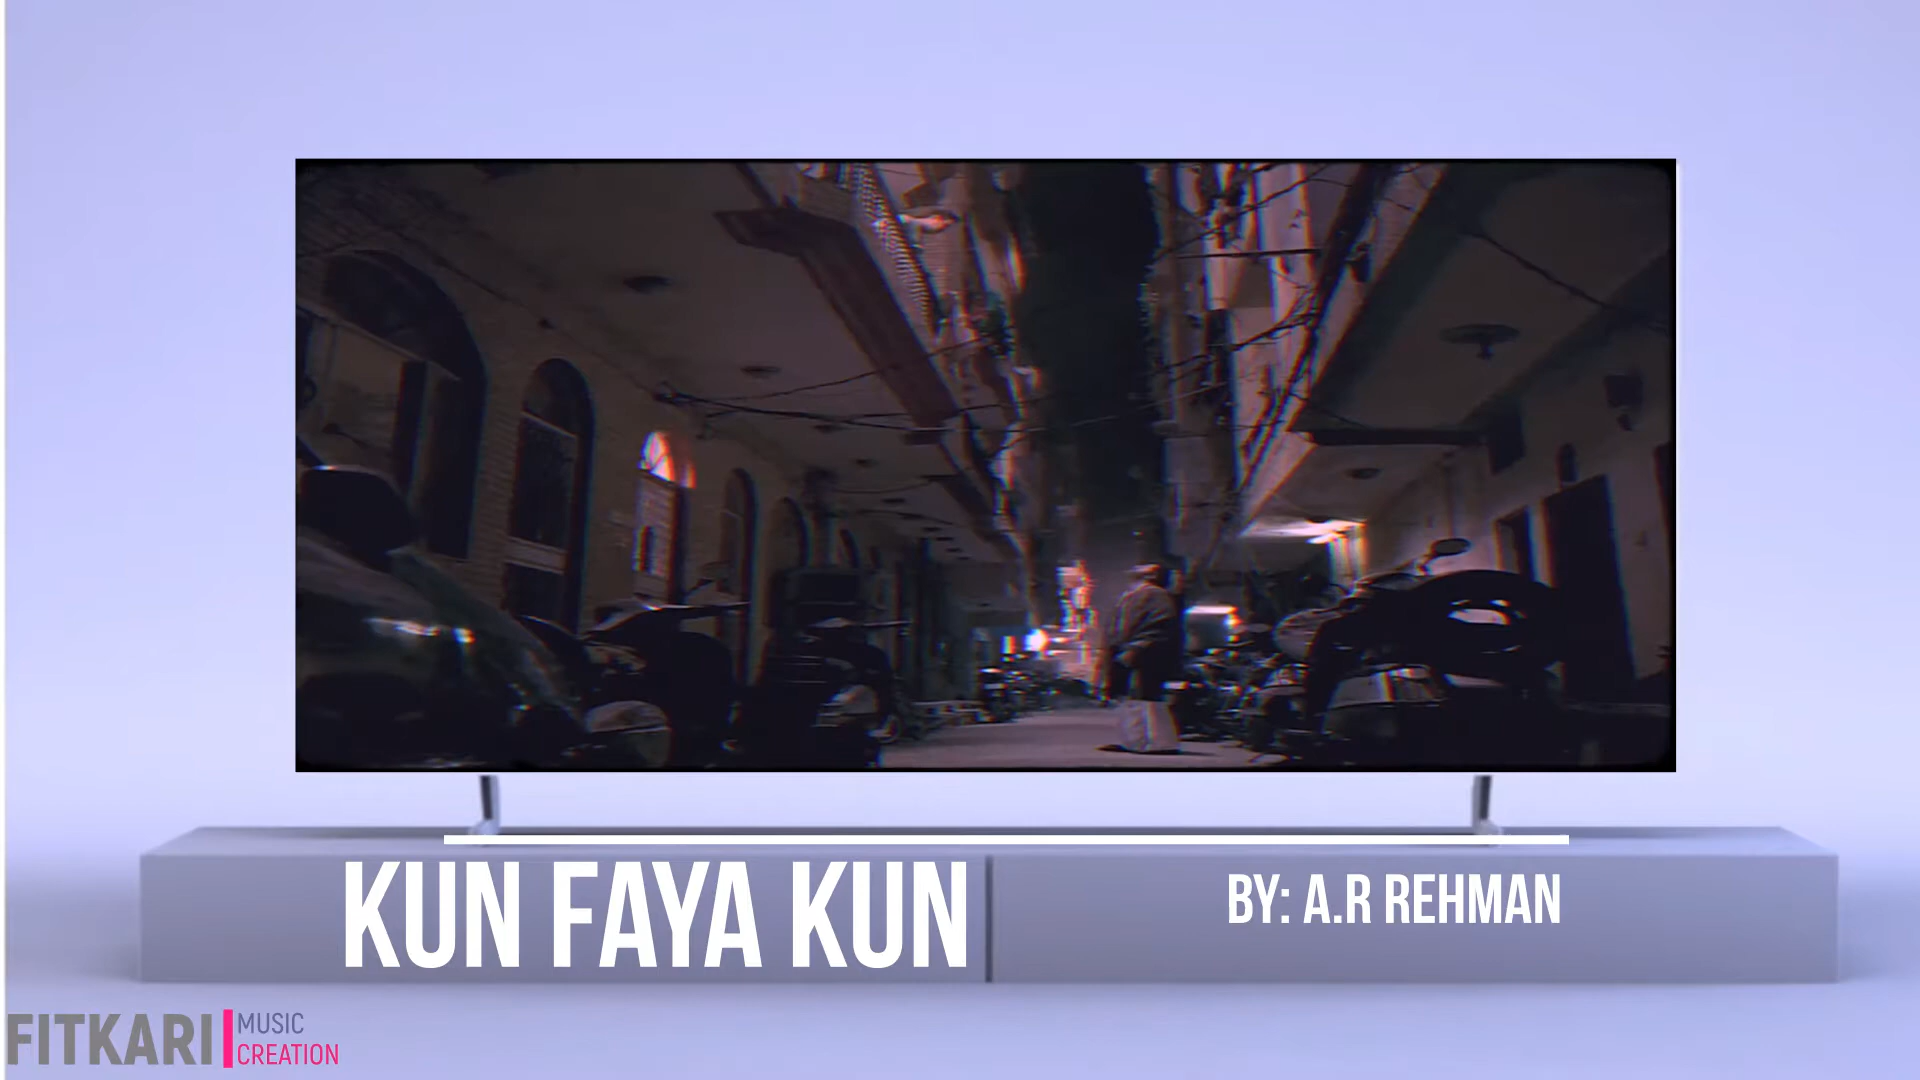 KUN FAYA KUN
BY: A.R REHMAN
FITKARI
MUSIC
CREATION